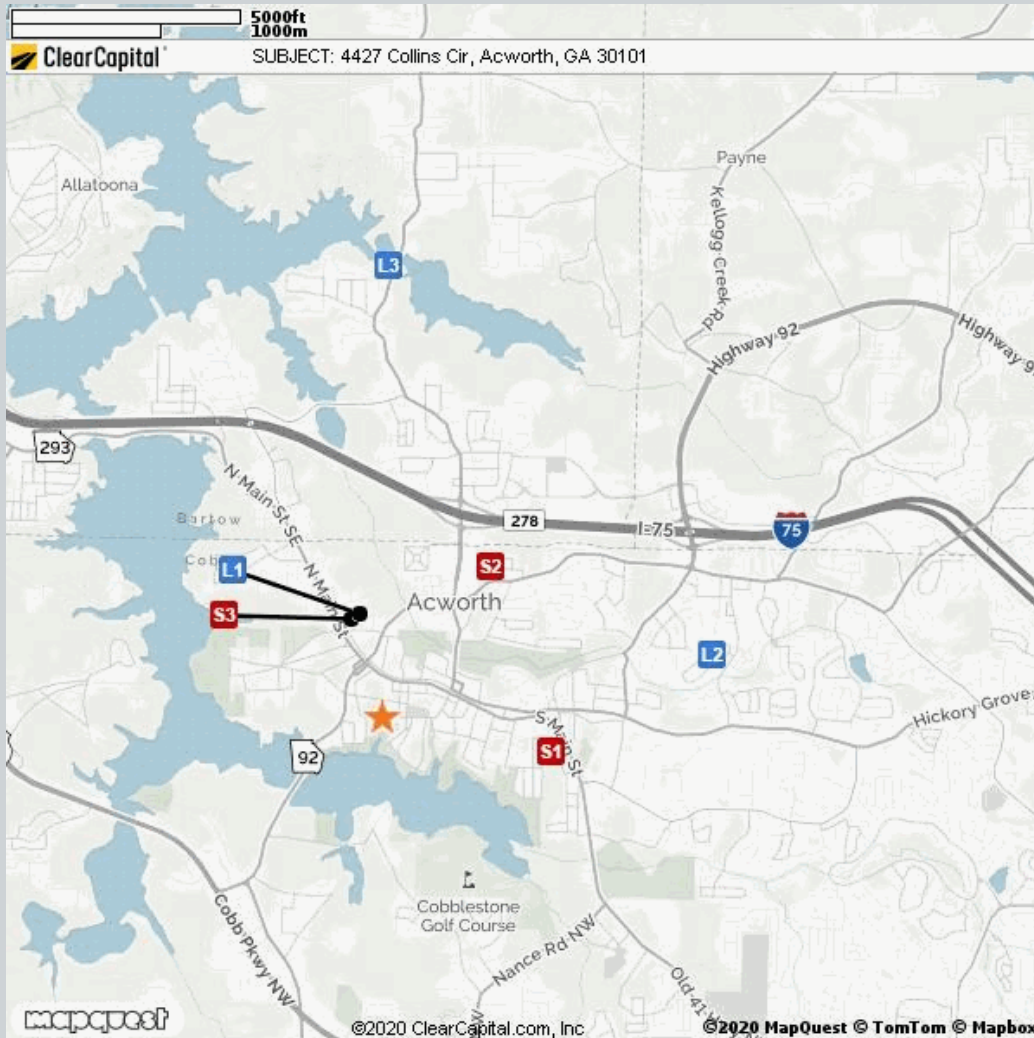 5000ft
1000m
ClearCapital
SUBJECT: 4427 Collins Cir, Acworth, GA 30101
Payne
Allatoona
Kellogg Creek Rd
L3
Highway 92
Highway 9
293
N Main St SE
Bartow
278
I-75
75
Cob
L1
S2
N Main St
Acworth
S3
L2
Hickory Grove
S Main St
S1
92
Cobblestone
Golf Course
Cobb Pkwy NW
Nance Rd NW
Old 41 
mapquest
©2020 ClearCapital.com, Inc
©2020 MapQuest © TomTom © Mapbox